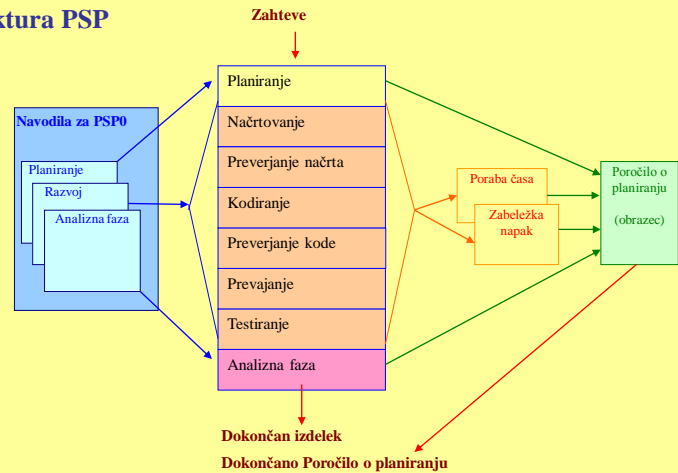 ktura PSP
Zahteve
Navodila za PSP0
Planiranje
Razvoj
Analizna faza
Planiranje
Načrtovanje
Preverjanje načrta
Kodiranje
Preverjanje kode
Prevajanje
Testiranje
Analizna faza
Poraba časa
Zabeležka
napak
Poročilo o
planiranju
(obrazec)
Dokončan izdelek
Dokončano Poročilo o planiranju